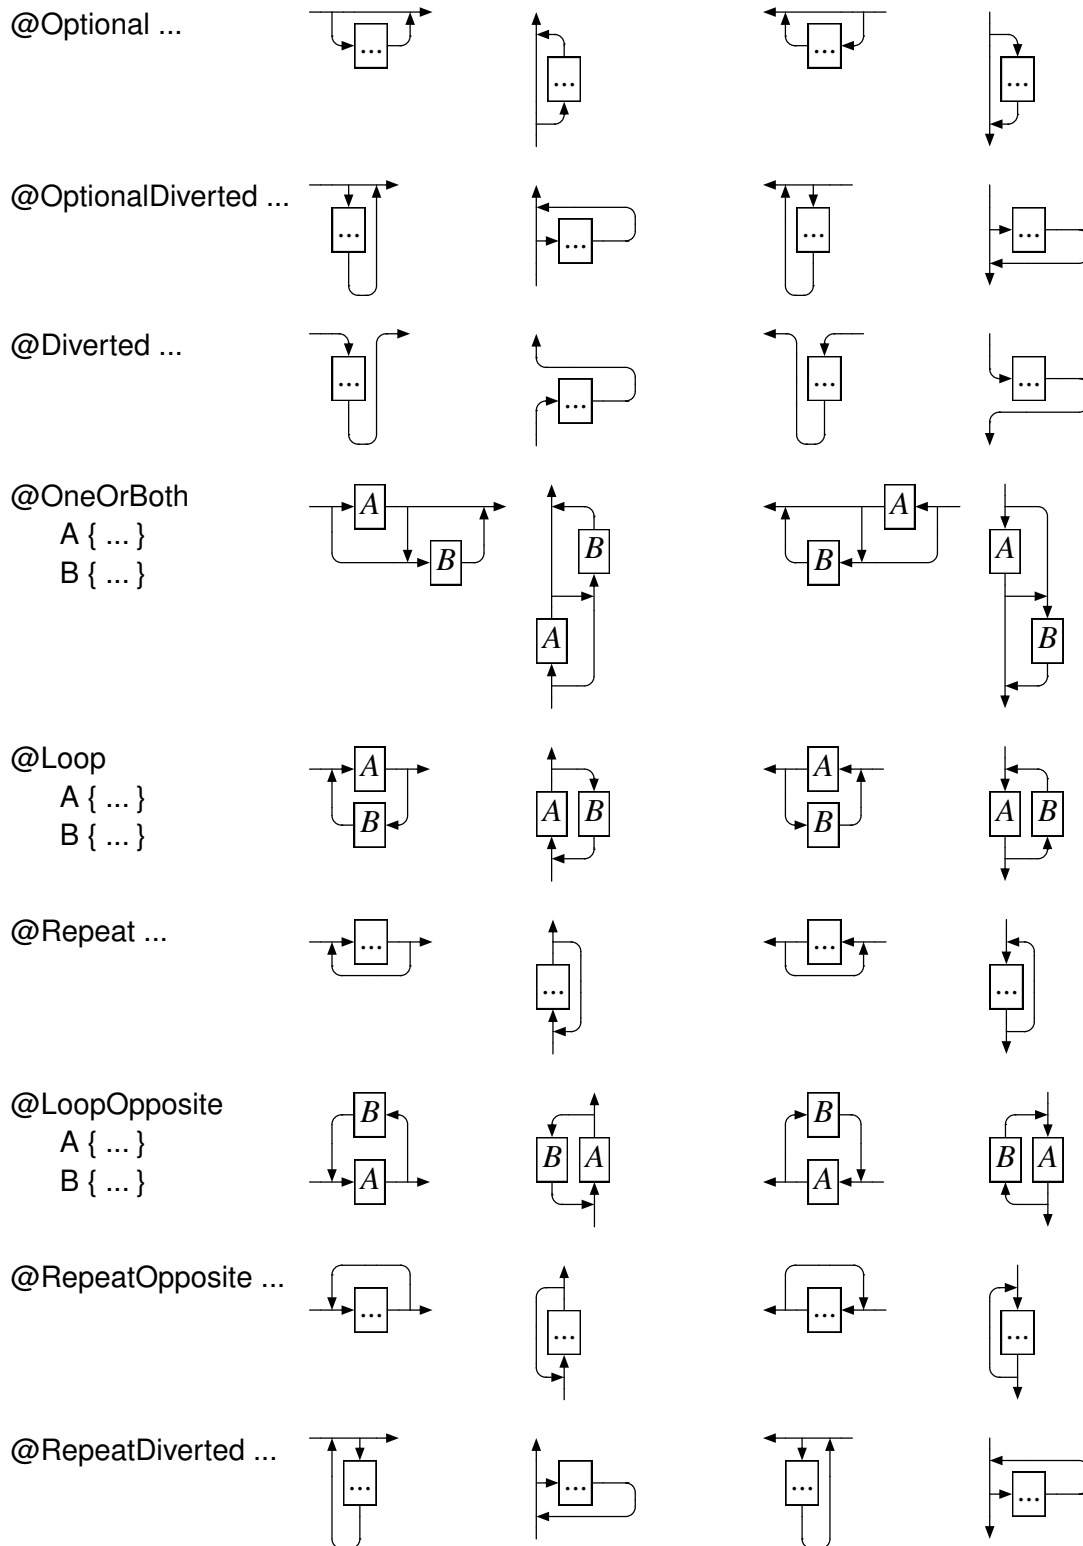 @Optional ...
... ... ... ...
@OptionalDiverted ...
... ... ... ...
@Diverted ...
... ... ... ...
@OneOrBoth
A { ... }
B { ... }
A B A B A B A B
@Loop
A { ... }
B { ... }
A B A B A B A B
@Repeat ...
... ... ... ...
@LoopOpposite
A { ... }
B { ... }
B A B A B A B A
@RepeatOpposite ...
... ... ... ...
@RepeatDiverted ...
... ... ... ...